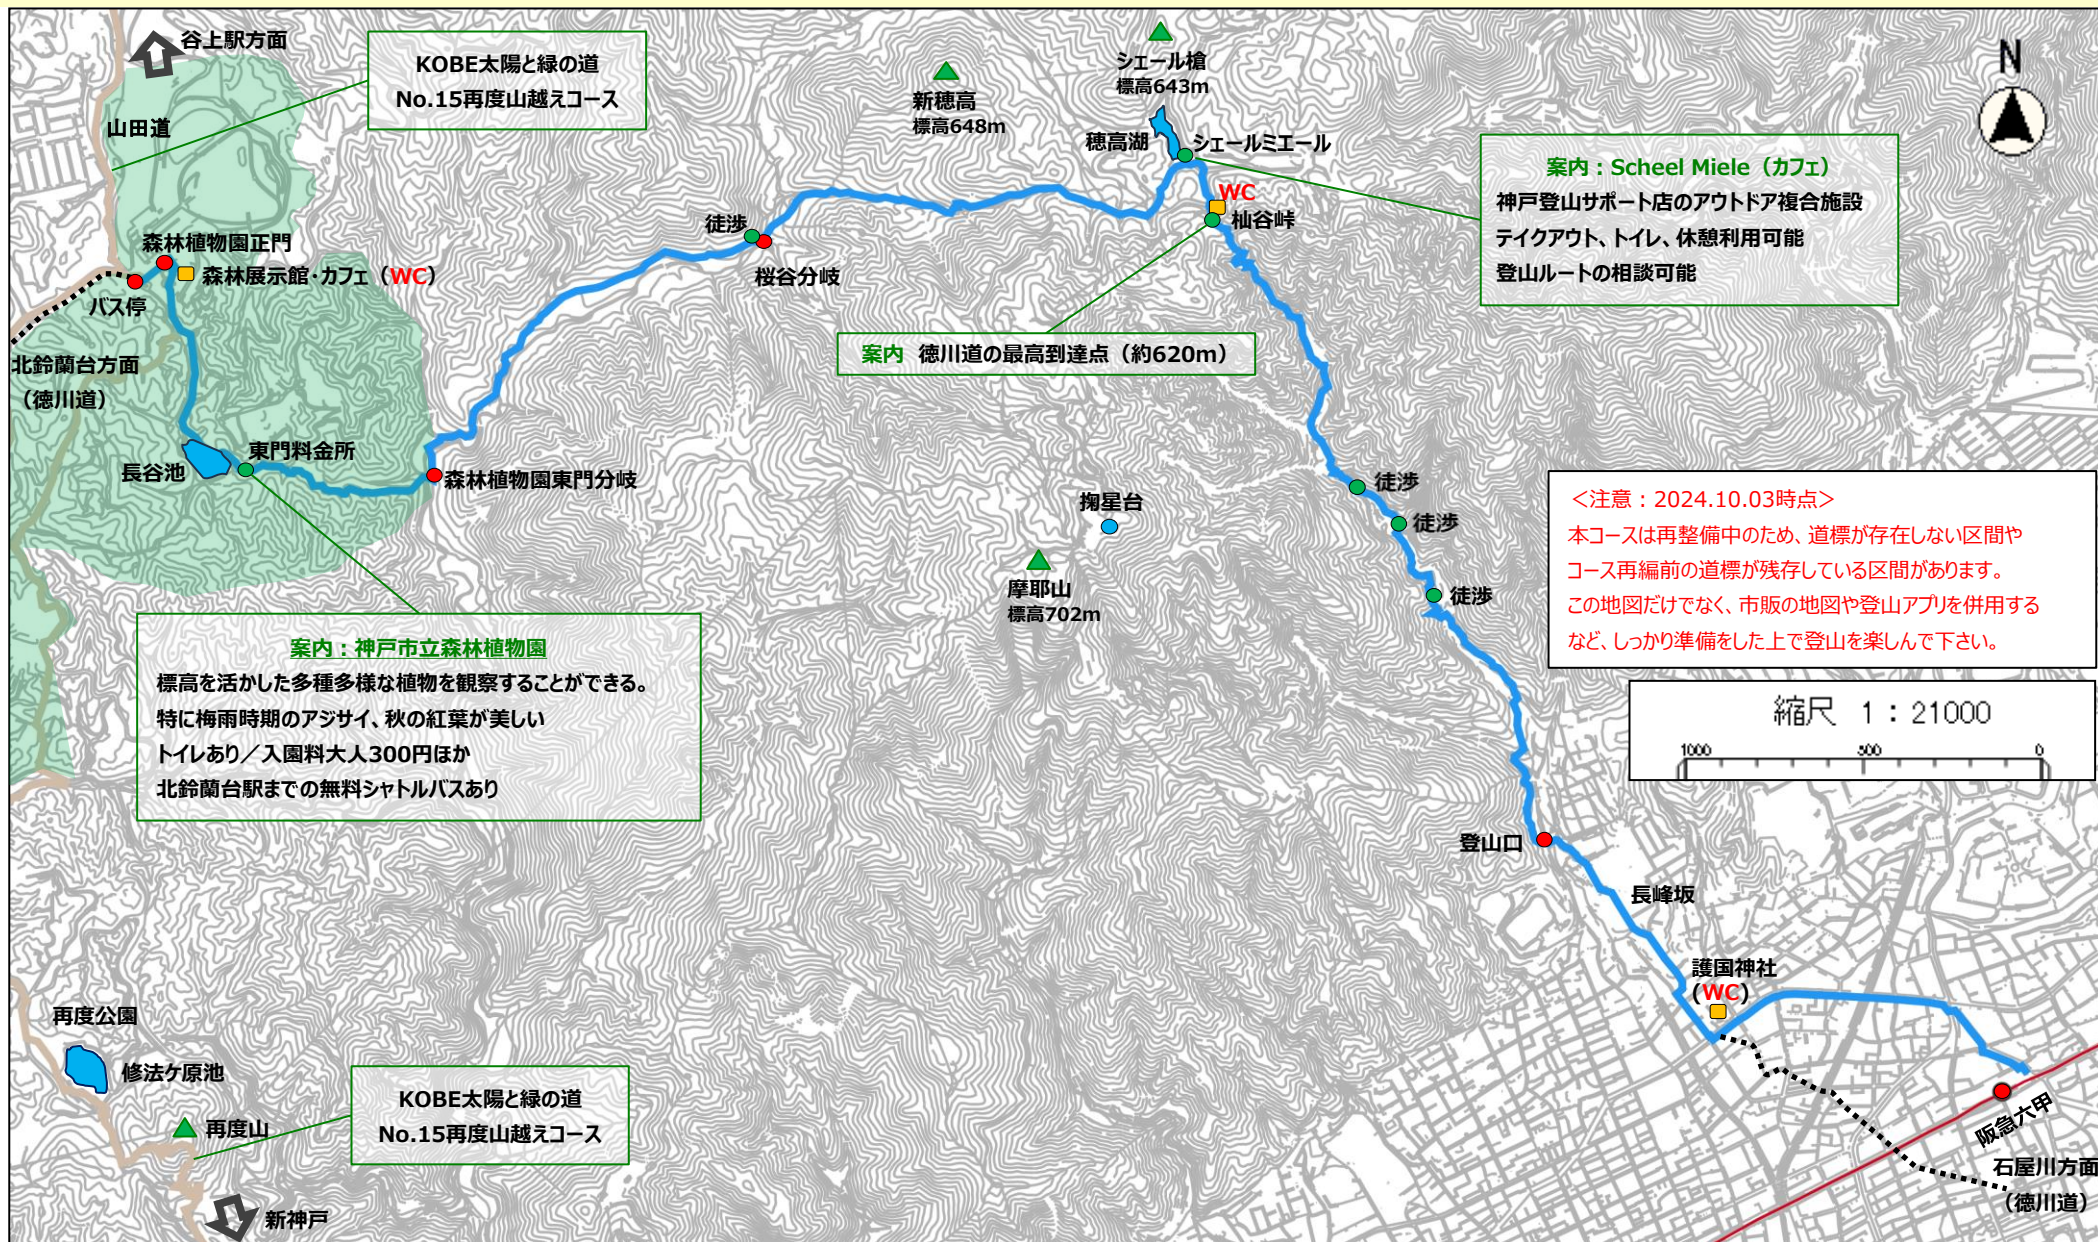 谷上駅方面
KOBE太陽と緑の道
No.15再度山越えコース
山田道
新穂高
標高648m
シェール槍
標高643m
穂高湖
シェールミエール
N
案内：Scheel Miele（カフェ）
神戸登山サポート店のアウトドア複合施設
テイクアウト、トイレ、休憩利用可能
登山ルートの相談可能
WC
杣谷峠
徒渉
桜谷分岐
森林植物園正門
森林展示館・カフェ（WC）
バス停
北鈴蘭台方面
（徳川道）
案内 徳川道の最高到達点（約620m）
長谷池
東門料金所
森林植物園東門分岐
掬星台
摩耶山
標高702m
徒渉
徒渉
徒渉
＜注意：2024.10.03時点＞
本コースは再整備中のため、道標が存在しない区間や
コース再編前の道標が残存している区間があります。
この地図だけでなく、市販の地図や登山アプリを併用する
など、しっかり準備をした上で登山を楽しんで下さい。
案内：神戸市立森林植物園
標高を活かした多種多様な植物を観察することができる。
特に梅雨時期のアジサイ、秋の紅葉が美しい
トイレあり／入園料大人300円ほか
北鈴蘭台駅までの無料シャトルバスあり
縮尺 1：21000
1000 500 0
登山口
長峰坂
護国神社
（WC）
再度公園
修法ケ原池
再度山
KOBE太陽と緑の道
No.15再度山越えコース
新神戸
阪急六甲
石屋川方面
（徳川道）